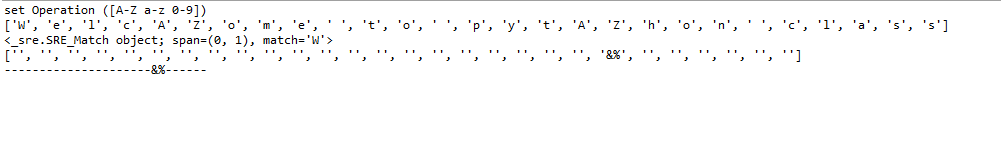 set Operation ([A-Z a-z 0-9])
['W', 'e', 'l', 'c', 'A', 'Z', 'o', 'm', 'e', ' ', 't', 'o', ' ', 'p', 'y', 't', 'A', 'Z', 'h', 'o', 'n', ' ', 'c', 'l', 'a', 's', 's']
<_sre.SRE_Match object; span=(0, 1), match='W'>
['', '', '', '', '', '', '', '', '', '', '', '', '', '', '', '', '', '', '', '', '', '&%', '', '', '', '', '', '']
---------------------&%------